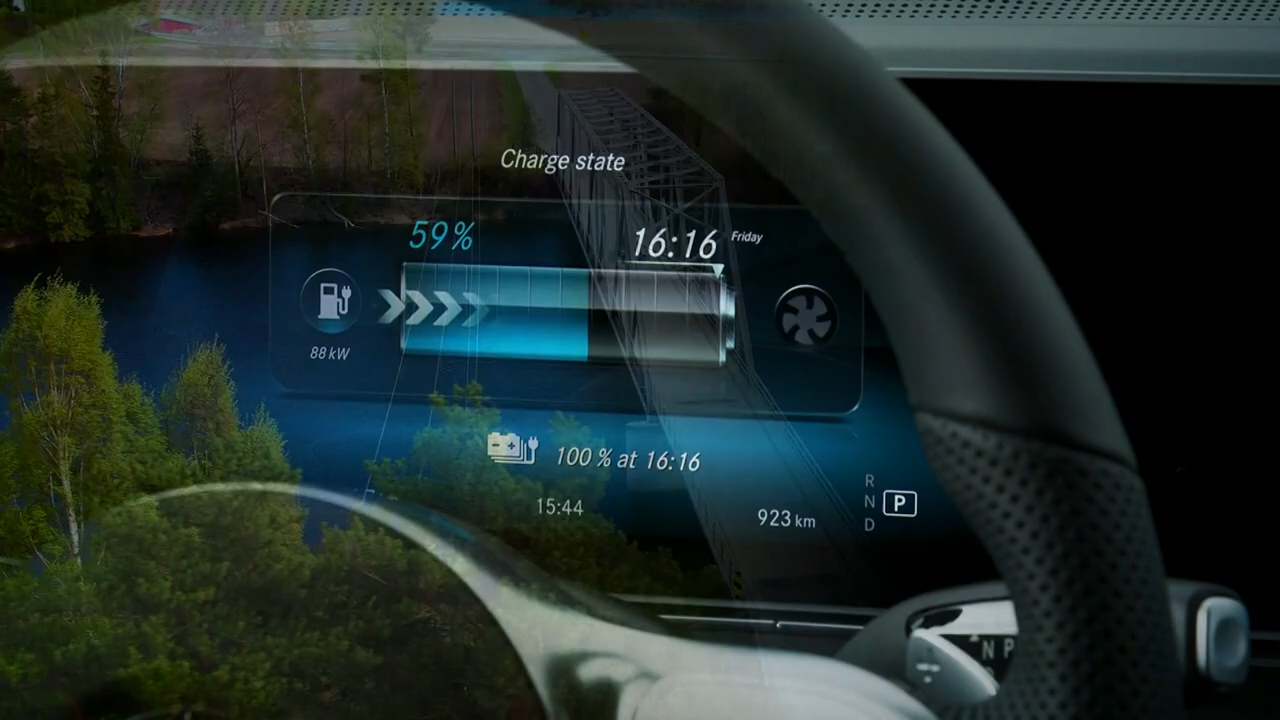 Charge state
59%
16:16 Friday
88 kW
100 % at 16:16
15:44
923 km
R
N P
D
N P